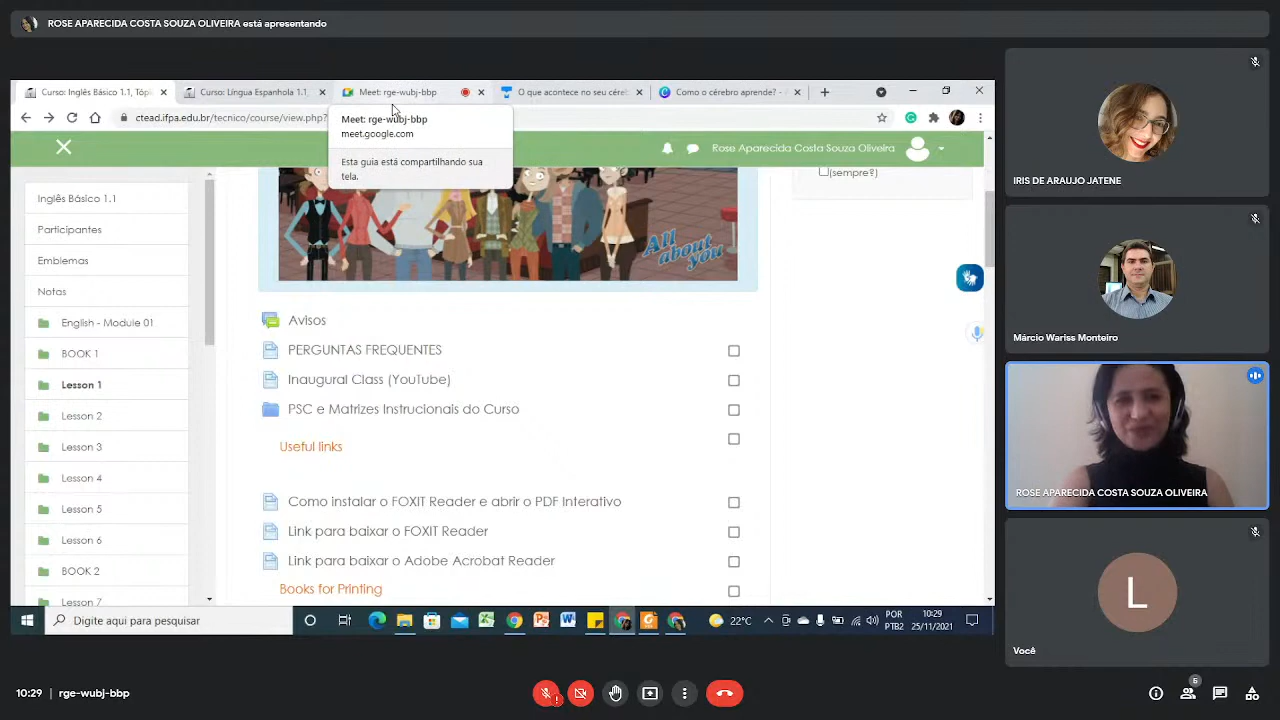 ROSE APARECIDA COSTA SOUZA OLIVEIRA está apresentando
Curso: Inglês Básico 1.1, Tópi
Curso: Língua Espanhola 1.1,
Meet: rge-wubj-bbp
O que acontece no seu céreb
Como o cérebro aprende? - A
ctead.ifpa.edu.br/tecnico/course/view.php?
Meet: rge-wubj-bbp
meet.google.com
Esta guia está compartilhando sua
tela.
Rose Aparecida Costa Souza Oliveira
(sempre?)
All
about
you
Inglês Básico 1.1
Participantes
Emblemas
Notas
English - Module 01
BOOK 1
Lesson 1
Lesson 2
Lesson 3
Lesson 4
Lesson 5
Lesson 6
BOOK 2
Lesson 7
Avisos
PERGUNTAS FREQUENTES
Inaugural Class (YouTube)
PSC e Matrizes Instrucionais do Curso
Useful links
Como instalar o FOXIT Reader e abrir o PDF Interativo
Link para baixar o FOXIT Reader
Link para baixar o Adobe Acrobat Reader
Books for Printing
Digite aqui para pesquisar
22°C
POR
PTB2
10:29
25/11/2021
IRIS DE ARAUJO JATENE
Márcio Wariss Monteiro
ROSE APARECIDA COSTA SOUZA OLIVEIRA
L
Você
10:29 | rge-wubj-bbp
5